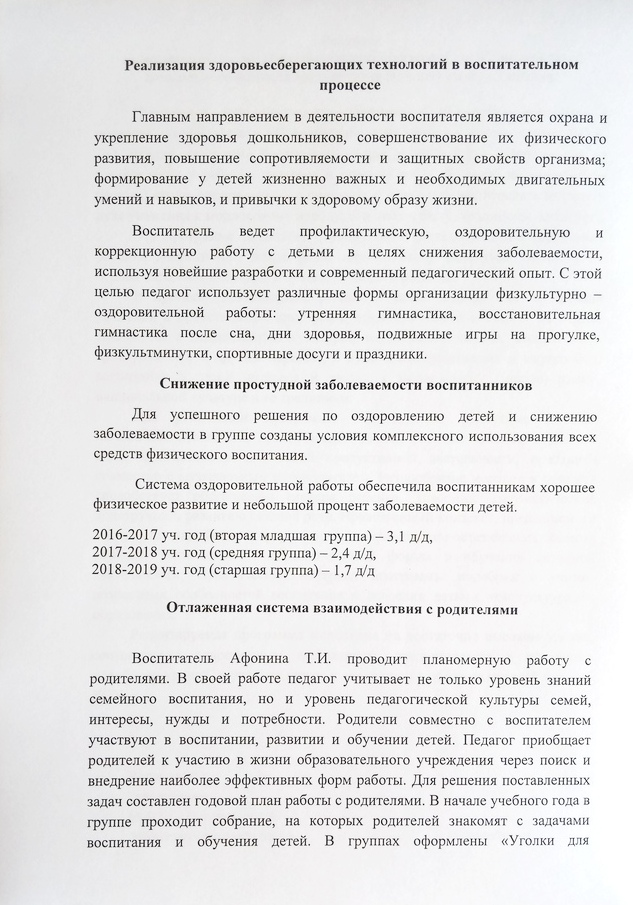 Реализация здоровьесберегающих технологий в воспитательном
процессе
Главным направлением в деятельности воспитателя является охрана и
укрепление здоровья дошкольников, совершенствование их физического
развития, повышение сопротивляемости и защитных свойств организма;
формирование у детей жизненно важных и необходимых двигательных
умений и навыков, и привычки к здоровому образу жизни.
Воспитатель ведет профилактическую, оздоровительную и
коррекционную работу с детьми в целях снижения заболеваемости,
используя новейшие разработки и современный педагогический опыт. С этой
целью педагог использует различные формы организации физкультурно –
оздоровительной работы: утренняя гимнастика, восстановительная
гимнастика после сна, дни здоровья, подвижные игры на прогулке,
физкультминутки, спортивные досуги и праздники.
Снижение простудной заболеваемости воспитанников
Для успешного решения по оздоровлению детей и снижению
заболеваемости в группе созданы условия комплексного использования всех
средств физического воспитания.
Система оздоровительной работы обеспечила воспитанникам хорошее
физическое развитие и небольшой процент заболеваемости детей.
2016-2017 уч. год (вторая младшая группа) – 3,1 д/д,
2017-2018 уч. год (средняя группа) – 2,4 д/д,
2018-2019 уч. год (старшая группа) – 1,7 д/д
Отлаженная система взаимодействия с родителями
Воспитатель Афонина Т.И. проводит планомерную работу с
родителями. В своей работе педагог учитывает не только уровень знаний
семейного воспитания, но и уровень педагогической культуры семей,
интересы, нужды и потребности. Родители совместно с воспитателем
участвуют в воспитании, развитии и обучении детей. Педагог приобщает
родителей к участию в жизни образовательного учреждения через поиск и
внедрение наиболее эффективных форм работы. Для решения поставленных
задач составлен годовой план работы с родителями. В начале учебного года в
группе проходит собрание, на которых родителей знакомят с задачами
воспитания и обучения детей. В группах оформлены «Уголки для